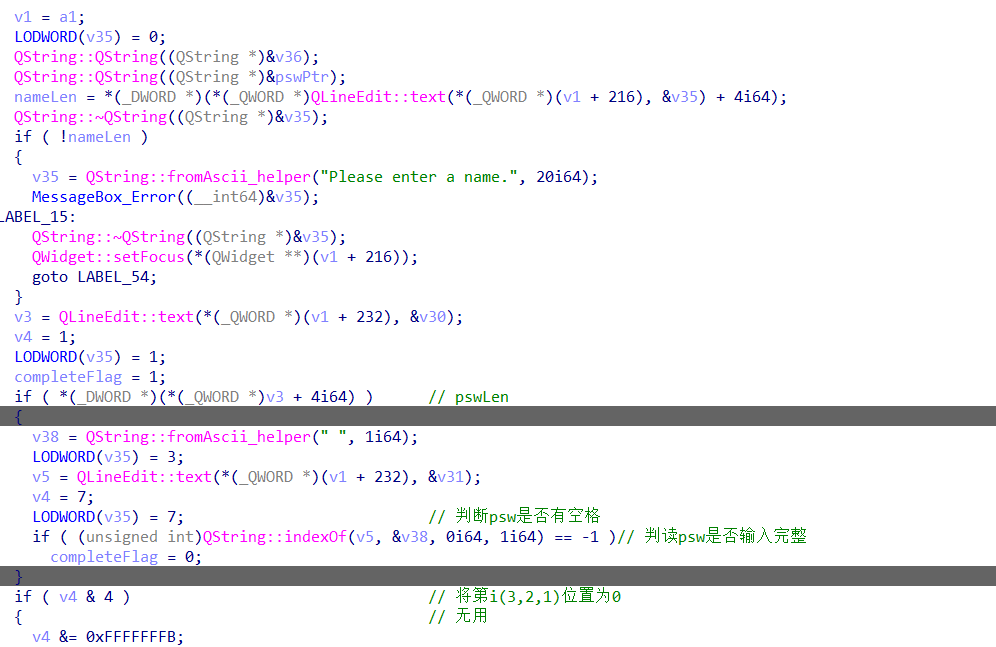 v1 = a1;
LODWORD(v35) = 0;
QString::QString((QString *)&v36);
QString::QString((QString *)&pswPtr);
nameLen = *(_DWORD *)(*(_QWORD *)QLineEdit::text(*(_QWORD *)(v1 + 216), &v35) + 4i64);
QString::~QString((QString *)&v35);
if ( !nameLen )
{
v35 = QString::fromAscii_helper("Please enter a name.", 20i64);
MessageBox_Error((__int64)&v35);
LABEL_15:
QString::~QString((QString *)&v35);
QWidget::setFocus(*(QWidget **)(v1 + 216));
goto LABEL_54;
}
v3 = QLineEdit::text(*(_QWORD *)(v1 + 232), &v30);
v4 = 1;
LODWORD(v35) = 1;
completeFlag = 1;
if ( *(_DWORD *)(*(_QWORD *)v3 + 4i64) ) // pswLen
{
v38 = QString::fromAscii_helper(" ", 1i64);
LODWORD(v35) = 3;
v5 = QLineEdit::text(*(_QWORD *)(v1 + 232), &v31);
v4 = 7;
LODWORD(v35) = 7; // 判断psw是否有空格
if ( (unsigned int)QString::indexOf(v5, &v38, 0i64, 1i64) == -1 )// 判读psw是否输入完整
completeFlag = 0;
}
if ( v4 & 4 ) // 将第i(3,2,1)位置为0
{ // 无用
v4 &= 0xFFFFFFFB;